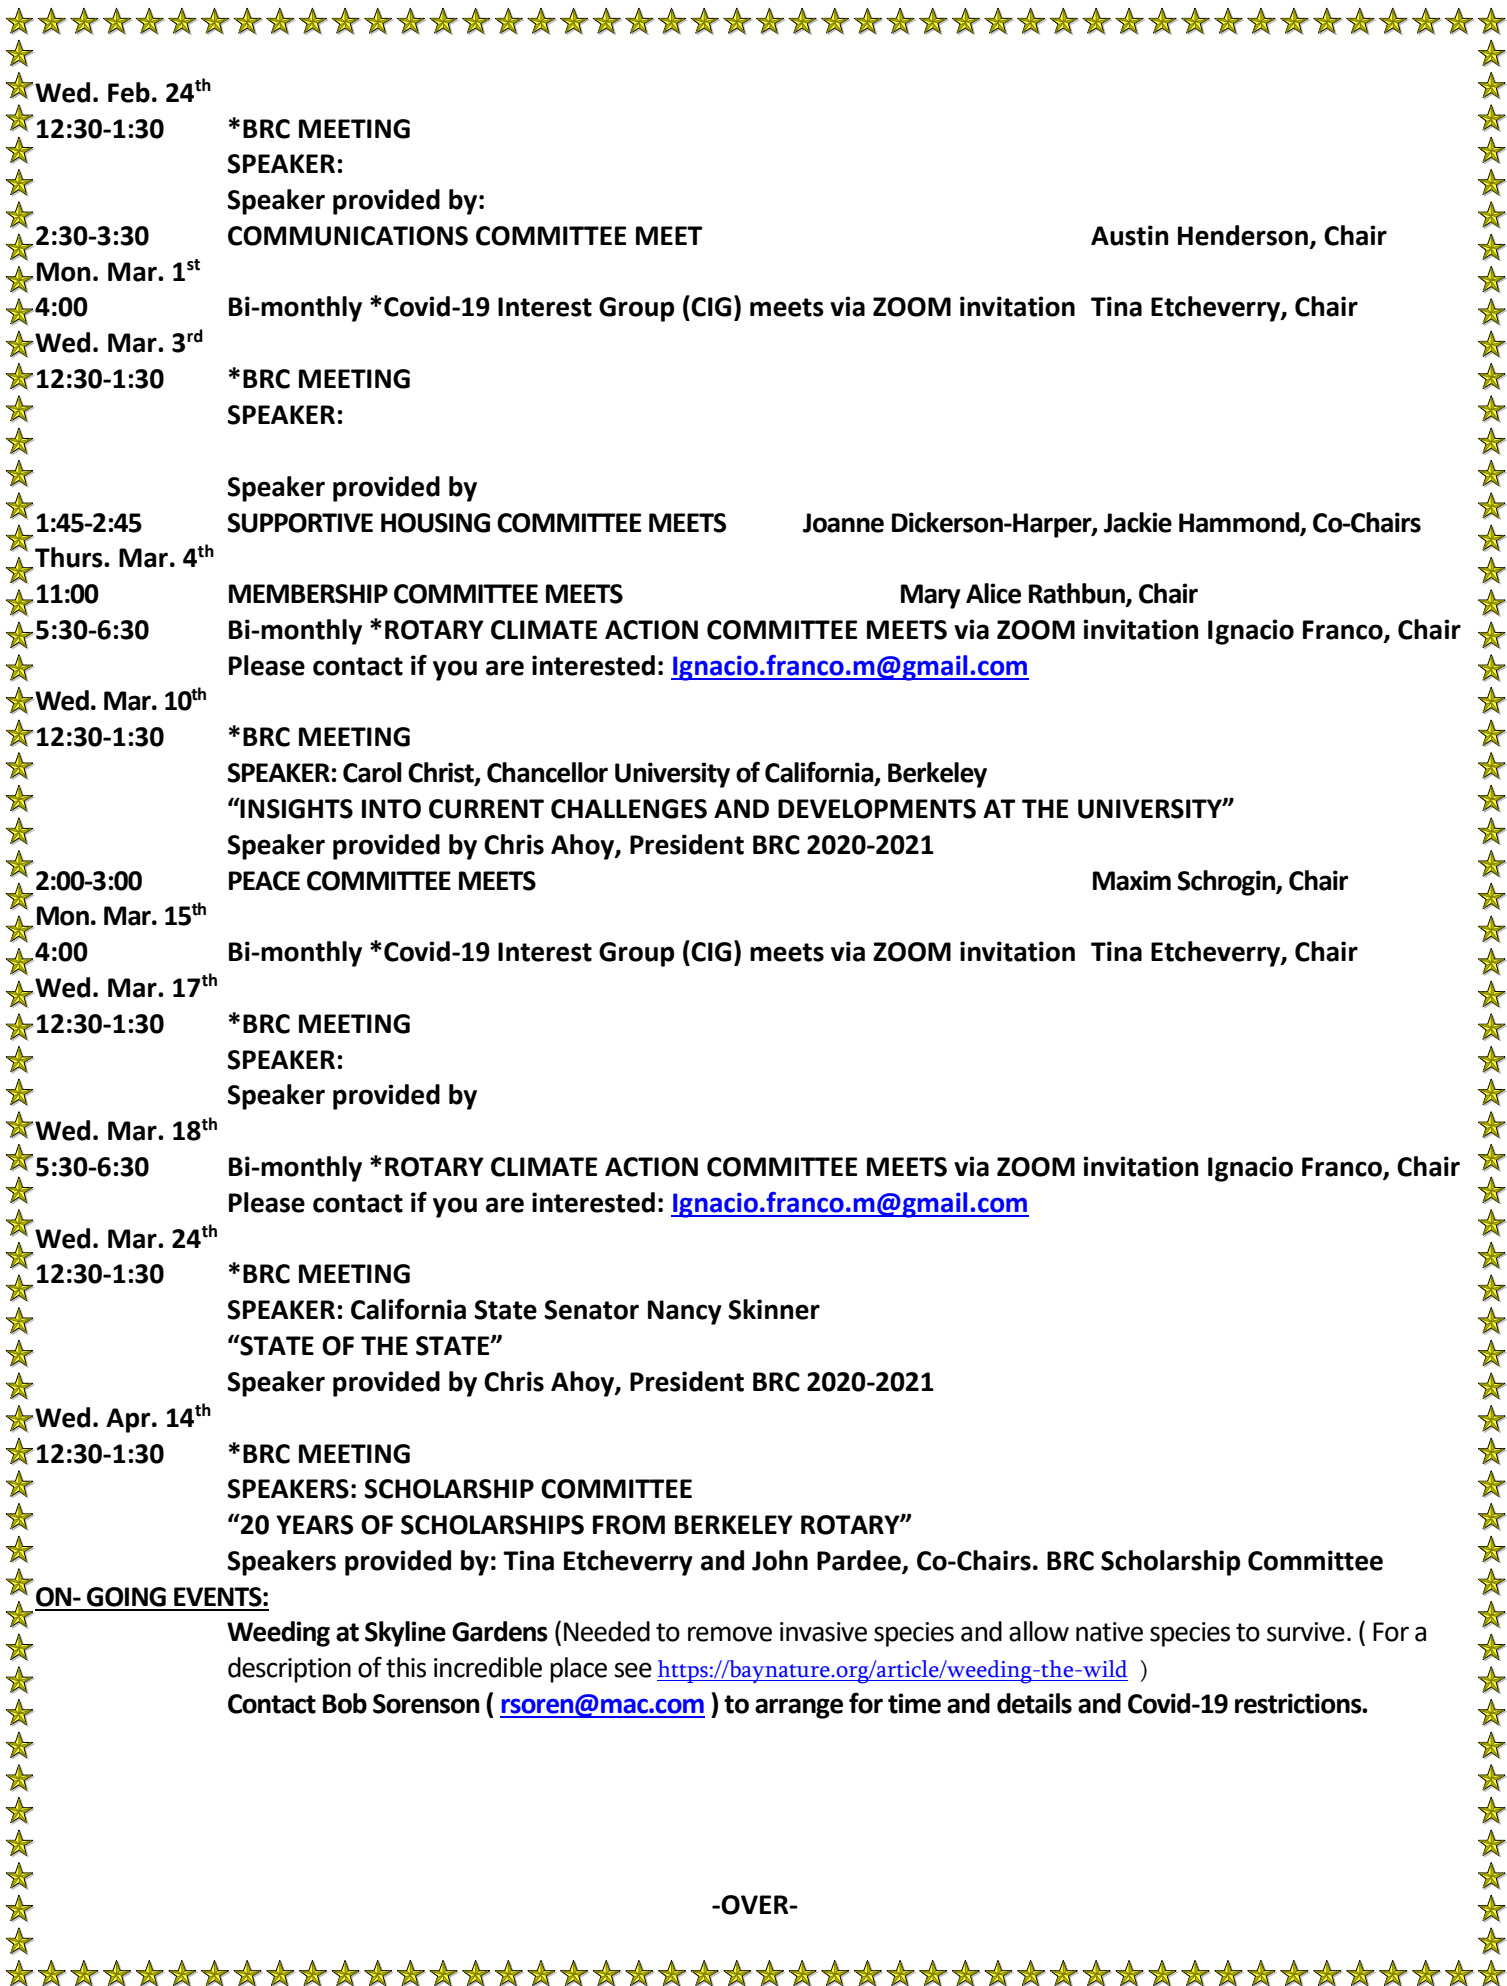 Wed. Feb. 24th
12:30-1:30 *BRC MEETING
SPEAKER:
Speaker provided by:
2:30-3:30 COMMUNICATIONS COMMITTEE MEET Austin Henderson, Chair
Mon. Mar. 1st
4:00 Bi-monthly *Covid-19 Interest Group (CIG) meets via ZOOM invitation Tina Etcheverry, Chair
Wed. Mar. 3rd
12:30-1:30 *BRC MEETING
SPEAKER:
Speaker provided by
1:45-2:45 SUPPORTIVE HOUSING COMMITTEE MEETS Joanne Dickerson-Harper, Jackie Hammond, Co-Chairs
Thurs. Mar. 4th
11:00 MEMBERSHIP COMMITTEE MEETS Mary Alice Rathbun, Chair
5:30-6:30 Bi-monthly *ROTARY CLIMATE ACTION COMMITTEE MEETS via ZOOM invitation Ignacio Franco, Chair
Please contact if you are interested: Ignacio.franco.m@gmail.com
Wed. Mar. 10th
12:30-1:30 *BRC MEETING
SPEAKER: Carol Christ, Chancellor University of California, Berkeley
“INSIGHTS INTO CURRENT CHALLENGES AND DEVELOPMENTS AT THE UNIVERSITY”
Speaker provided by Chris Ahoy, President BRC 2020-2021
2:00-3:00 PEACE COMMITTEE MEETS Maxim Schrogin, Chair
Mon. Mar. 15th
4:00 Bi-monthly *Covid-19 Interest Group (CIG) meets via ZOOM invitation Tina Etcheverry, Chair
Wed. Mar. 17th
12:30-1:30 *BRC MEETING
SPEAKER:
Speaker provided by
Wed. Mar. 18th
5:30-6:30 Bi-monthly *ROTARY CLIMATE ACTION COMMITTEE MEETS via ZOOM invitation Ignacio Franco, Chair
Please contact if you are interested: Ignacio.franco.m@gmail.com
Wed. Mar. 24th
12:30-1:30 *BRC MEETING
SPEAKER: California State Senator Nancy Skinner
“STATE OF THE STATE”
Speaker provided by Chris Ahoy, President BRC 2020-2021
Wed. Apr. 14th
12:30-1:30 *BRC MEETING
SPEAKERS: SCHOLARSHIP COMMITTEE
“20 YEARS OF SCHOLARSHIPS FROM BERKELEY ROTARY”
Speakers provided by: Tina Etcheverry and John Pardee, Co-Chairs. BRC Scholarship Committee
ON- GOING EVENTS:
Weeding at Skyline Gardens (Needed to remove invasive species and allow native species to survive. ( For a
description of this incredible place see https://baynature.org/article/weeding-the-wild )
Contact Bob Sorenson ( rsoren@mac.com ) to arrange for time and details and Covid-19 restrictions.
-OVER-